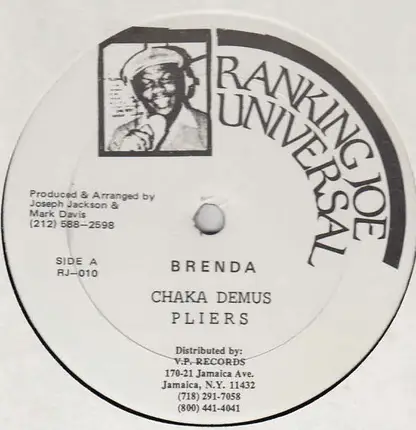 RANKING JOE
UNIVERSAL
Produced & Arranged by
Joseph Jackson &
Mark Davis
(212) 588-2598
SIDE A
RJ-010
BRENDA
CHAKA DEMUS
PLIERS
Distributed by:
V.P. RECORDS
170-21 Jamaica Ave.
Jamaica, N.Y. 11432
(718) 291-7058
(800) 441-4041